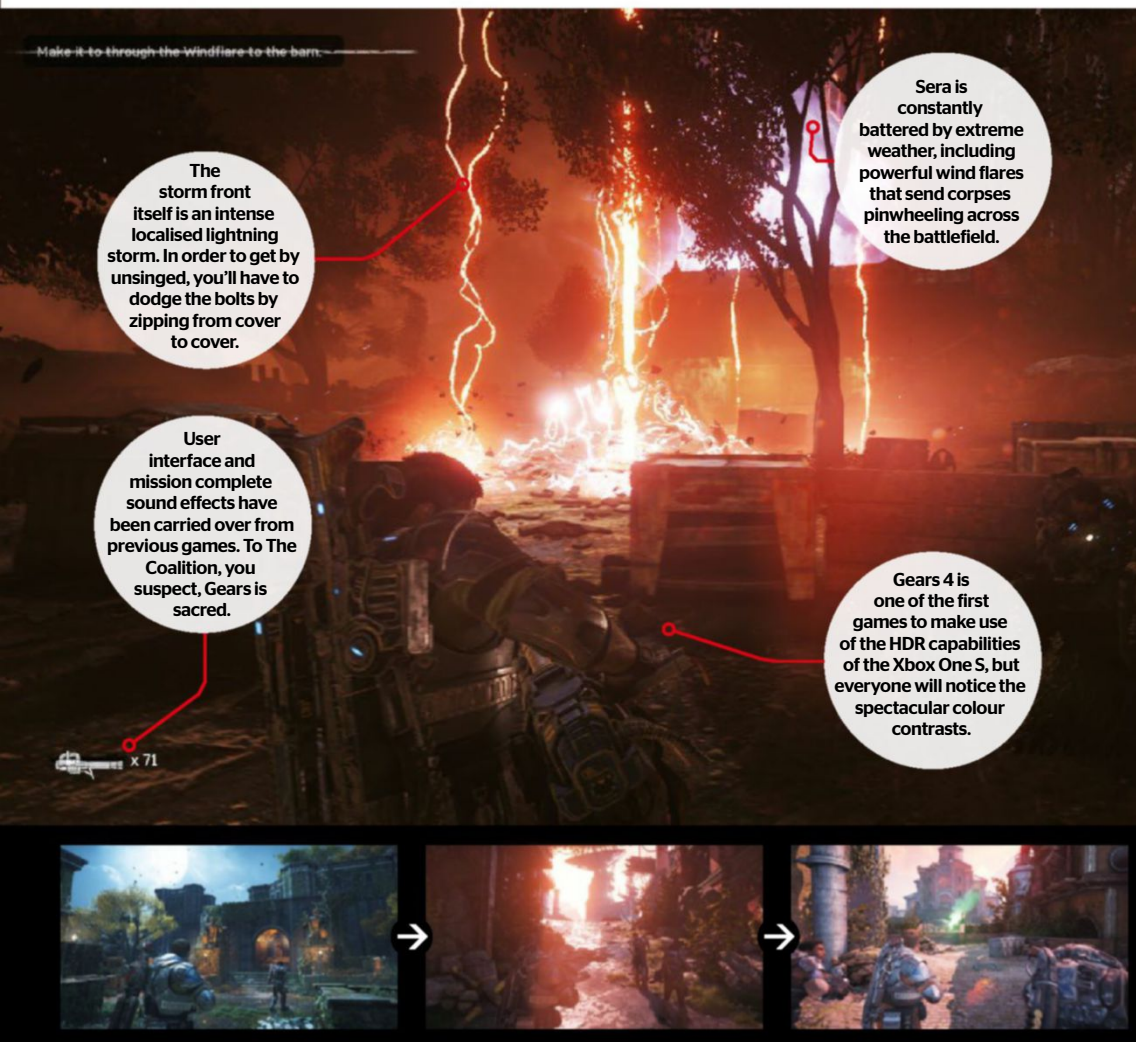 Make it to through the Windflare to the barn.
The
storm front
itself is an intense
localised lightning
storm. In order to get by
unsinged, you'll have to
dodge the bolts by
zipping from cover
to cover.
Sera is
constantly
battered by extreme
weather, including
powerful wind flares
that send corpses
pinwheeling across
the battlefield.
User
interface and
mission complete
sound effects have
been carried over from
previous games. To The
Coalition, you
suspect, Gears is
sacred.
Gears 4 is
one of the first
games to make use
of the HDR capabilities
of the Xbox One S, but
everyone will notice the
spectacular colour
contrasts.
x 71